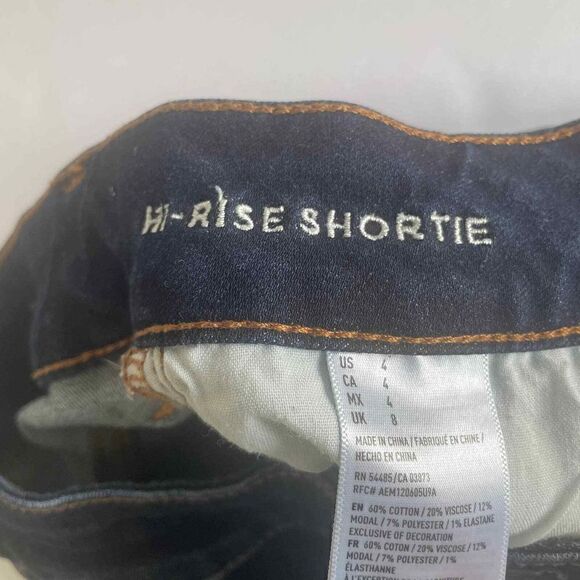 HI-RISE SHORTIE
US 4
CA 4
MX 4
UK 8
MADE IN CHINA / FABRIQUÉ EN CHINE /
HECHO EN CHINA
RN 54485/CA 03073
RFC# AEM120605U9A
EN 60% COTTON / 20% VISCOSE / 12%
MODAL / 7% POLYESTER / 1% ELASTANE
EXCLUSIVE OF DECORATION
FR 60% COTON / 20% VISCOSE / 12%
MODAL / 7% POLYESTER / 1%
ÉLASTHANNE